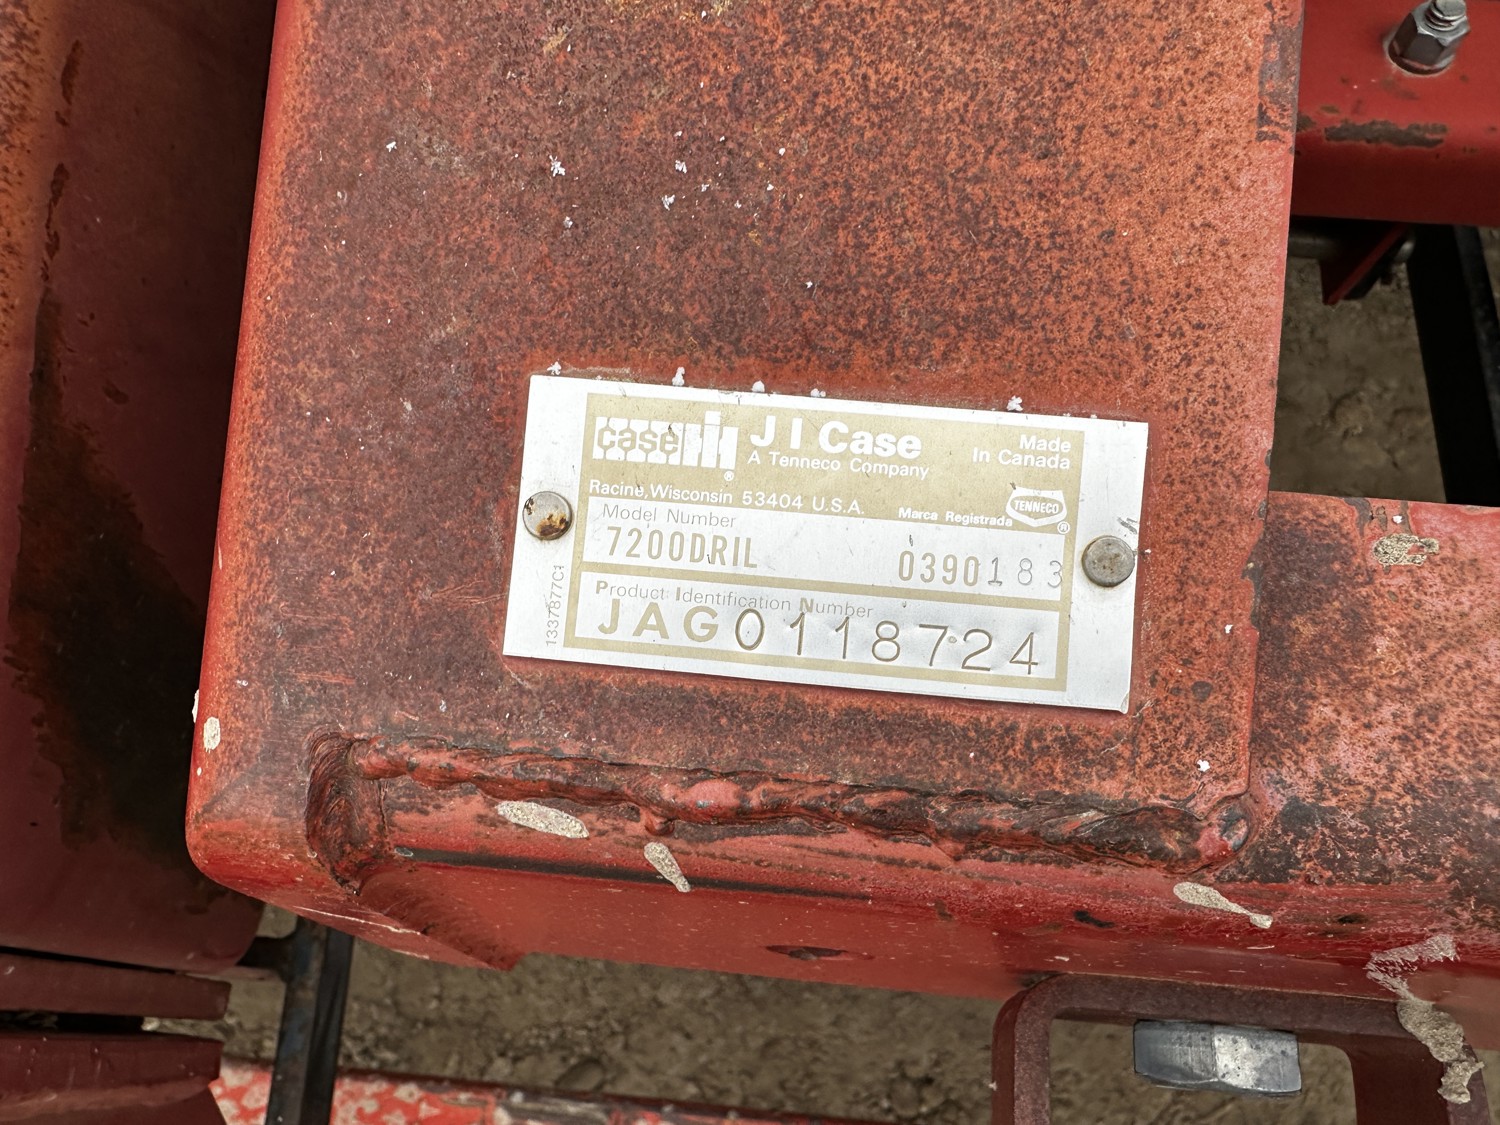 case IH ®
J I Case
A Tenneco Company
Made
In Canada
Racine, Wisconsin 53404 U.S.A.
Marca Registrada
TENNECO ®
Model Number
7200DRIL 0390183
Product Identification Number
JAG0118724
1337877C1